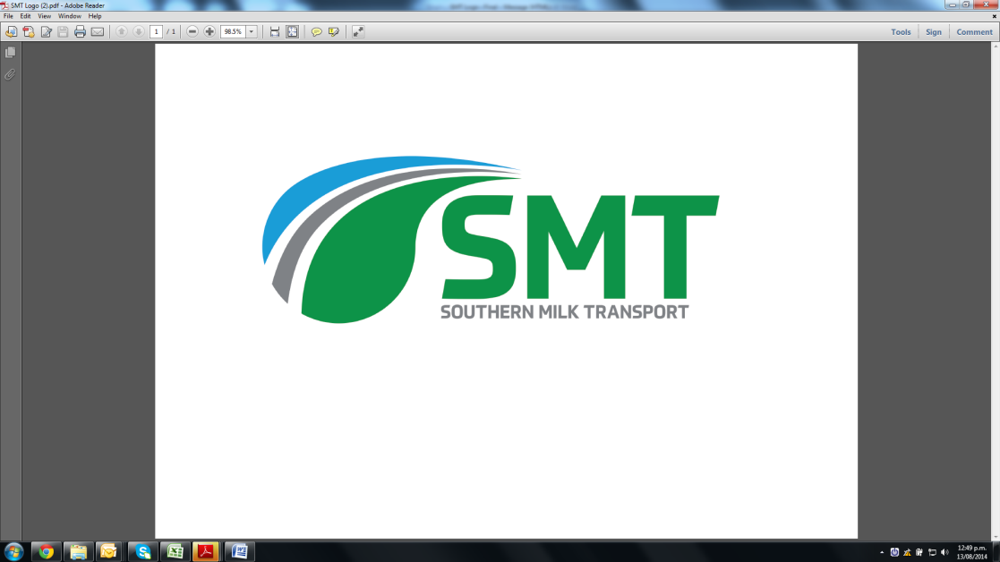 SMT Logo (2).pdf - Adobe Reader
File Edit View Window Help
1 / 1 98.5% Tools Sign Comment
SMT
SOUTHERN MILK TRANSPORT
12:49 p.m.
13/08/2014